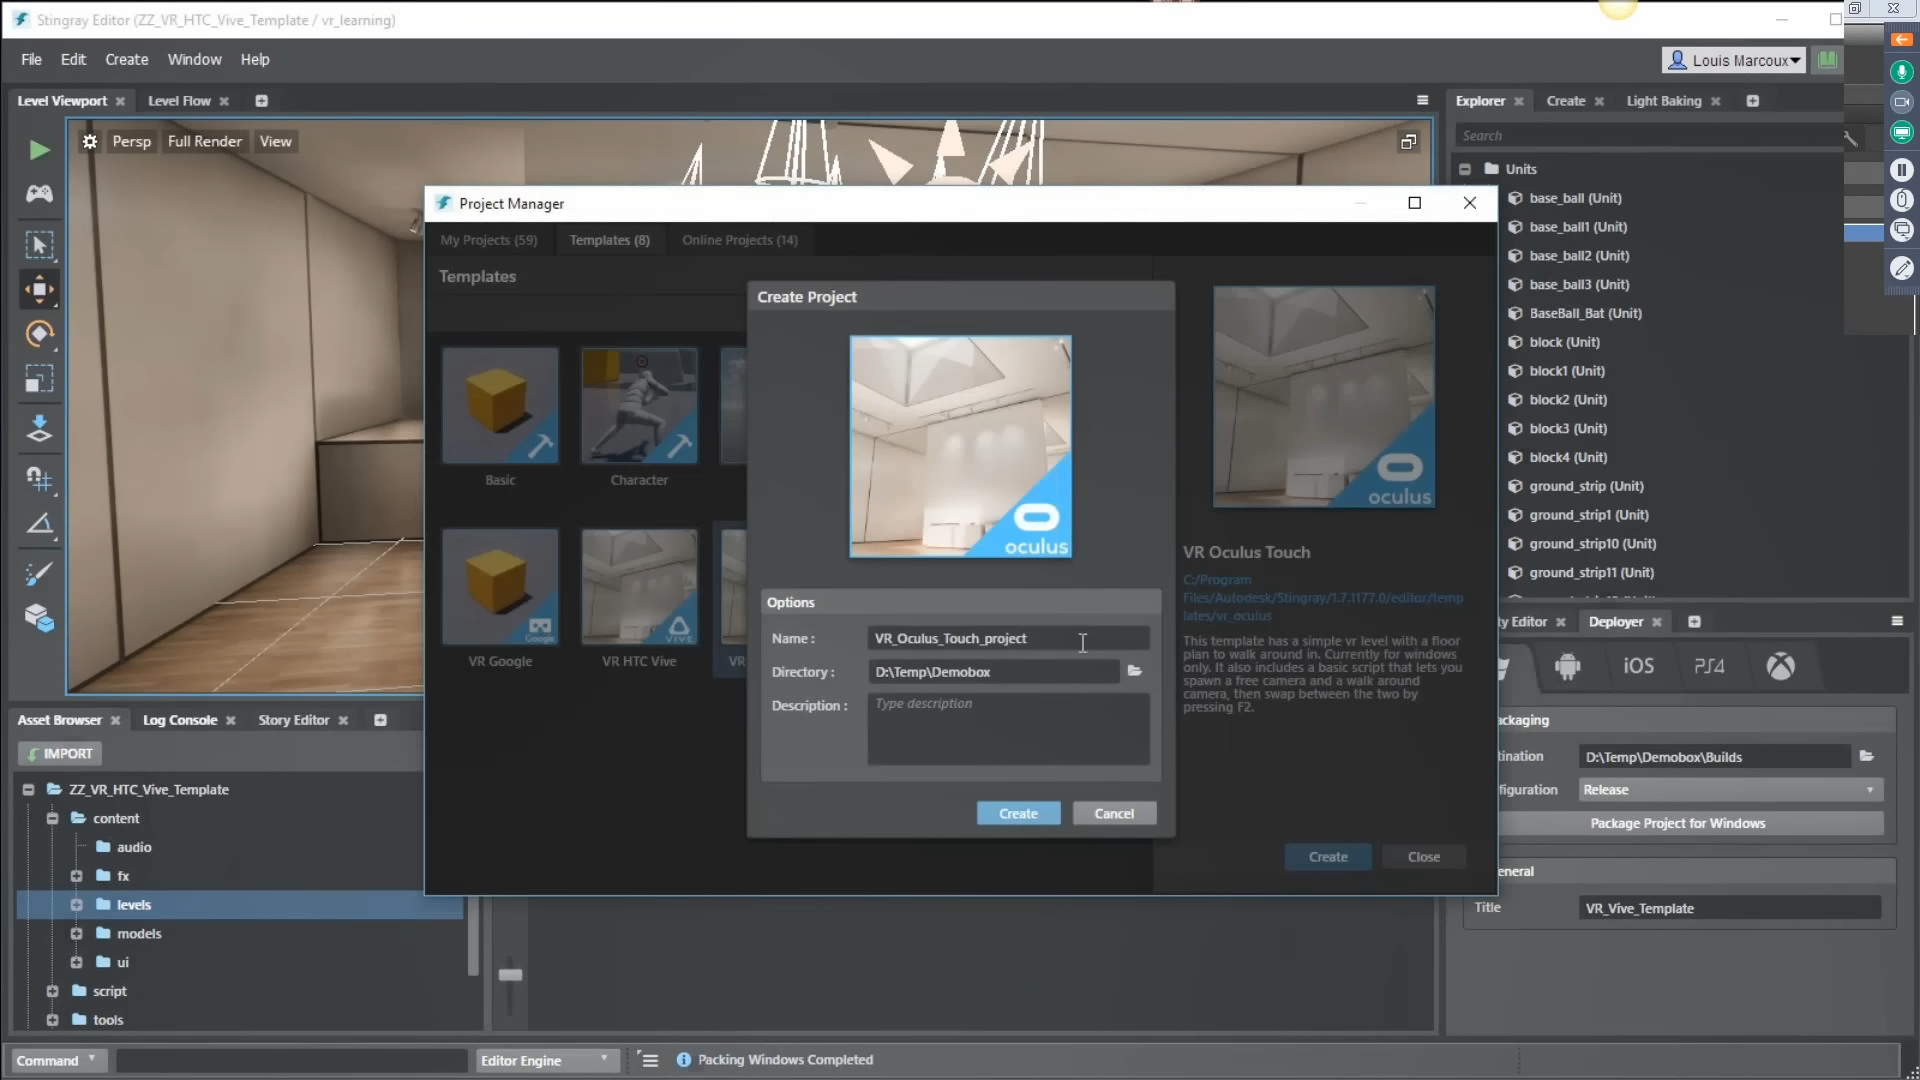 Stingray Editor (ZZ_VR_HTC_Vive_Template / vr_learning)
File Edit Create Window Help
Louis Marcoux
Level Viewport Level Flow
Explorer Create Light Baking
Persp Full Render View
Search
Units
base_ball (Unit)
base_ball1 (Unit)
base_ball2 (Unit)
base_ball3 (Unit)
BaseBall_Bat (Unit)
block (Unit)
block1 (Unit)
block2 (Unit)
block3 (Unit)
block4 (Unit)
ground_strip (Unit)
ground_strip1 (Unit)
ground_strip10 (Unit)
ground_strip11 (Unit)
Project Manager
My Projects (59) Templates (8) Online Projects (14)
Templates
Basic
Character
Google
VIVE
VR Google
VR HTC Vive
VR
Create Project
oculus
Options
Name :
VR_Oculus_Touch_project
Directory :
D:\Temp\Demobox
Description :
Type description
Create Cancel
oculus
VR Oculus Touch
C:/Program
Files/Autodesk/Stingray/1.7.1177.0/editor/temp
lates/vr_oculus
This template has a simple vr level with a floor
plan to walk around in. Currently for windows
only. It also includes a basic script that lets you
spawn a free camera and a walk around
camera, then swap between the two by
pressing F2.
Create Close
ty Editor Deployer
iOS PS4
ackaging
tination
D:\Temp\Demobox\Builds
figuration
Release
Package Project for Windows
eneral
Title
VR_Vive_Template
Asset Browser Log Console Story Editor
IMPORT
ZZ_VR_HTC_Vive_Template
content
audio
fx
levels
models
ui
script
tools
Command
Editor Engine
Packing Windows Completed